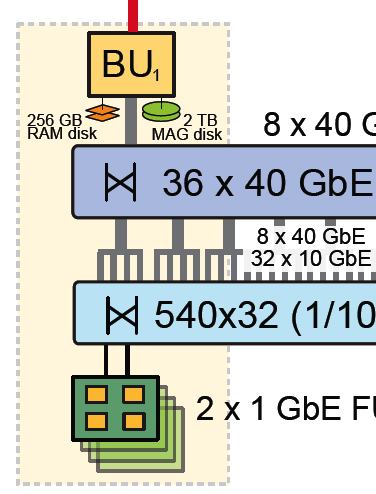 BU1
256 GB
RAM disk
2 TB
MAG disk
8 x 40 G
36 x 40 GbE
8 x 40 GbE
32 x 10 GbE
540x32 (1/10
2 x 1 GbE FU